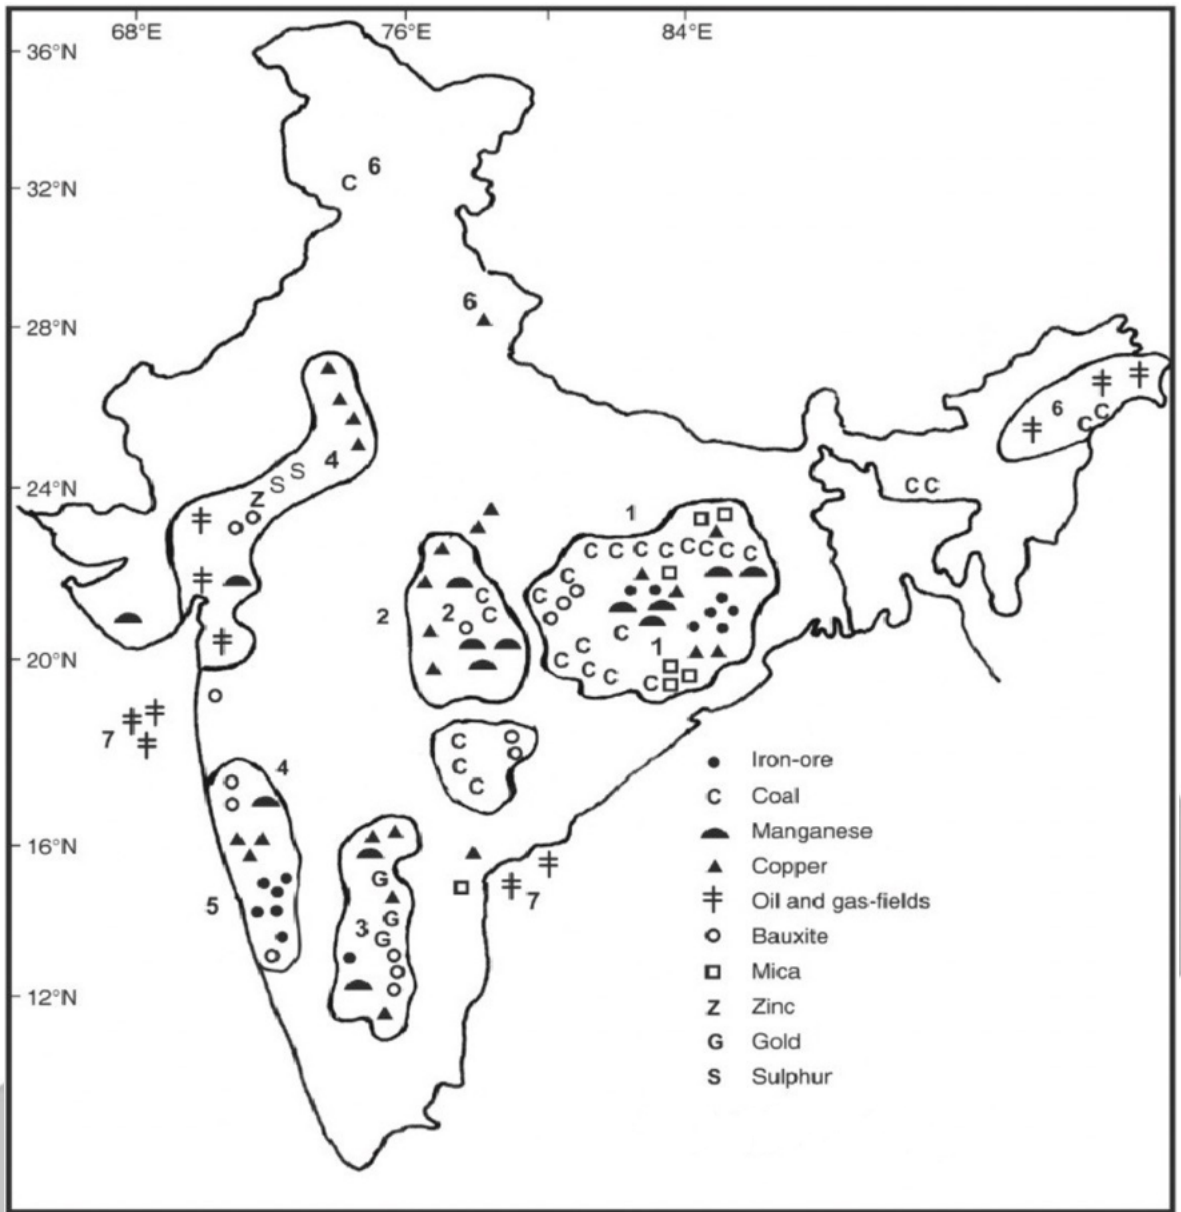 68°E 76°E 84°E
36°N
6
C
32°N
6
28°N
6
C C
4
S
S
24°N
Z
C C
1
C C C C C C C C
C
C
C
2
2
C
C
1
C
20°N
C
C
C
C
7
C
C
C
4
Iron-ore
C Coal
Manganese
16°N
Copper
G
7
Oil and gas-fields
5
G
3
G
Bauxite
Mica
12°N
Z Zinc
G Gold
S Sulphur